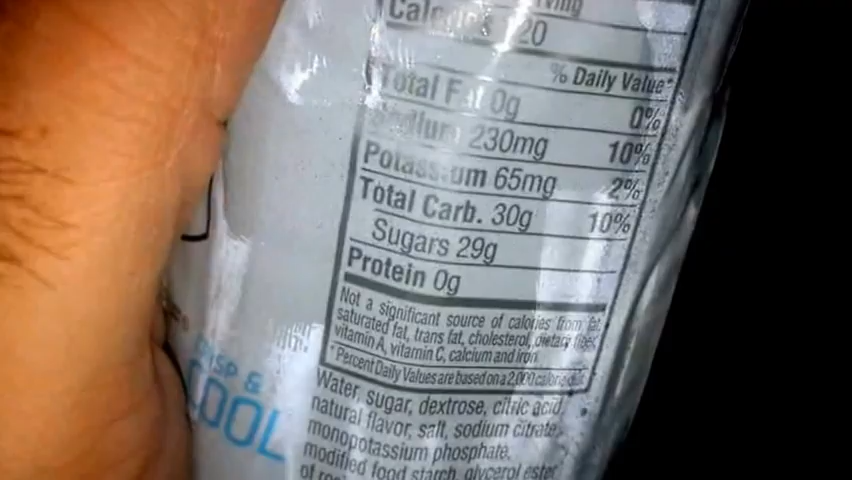 Calories 120
% Daily Value*
Total Fat 0g 0%
Sodium 230mg 10%
Potassium 65mg 2%
Total Carb. 30g 10%
Sugars 29g
Protein 0g
Not a significant source of calories from fat,
saturated fat, trans fat, cholesterol, dietary fiber,
vitamin A, vitamin C, calcium and iron.
*Percent Daily Values are based on a 2,000 calorie diet.
Water, sugar, dextrose, citric acid,
natural flavor, salt, sodium citrate,
monopotassium phosphate,
modified food starch, glycerol ester
of
CRISP &
COOL